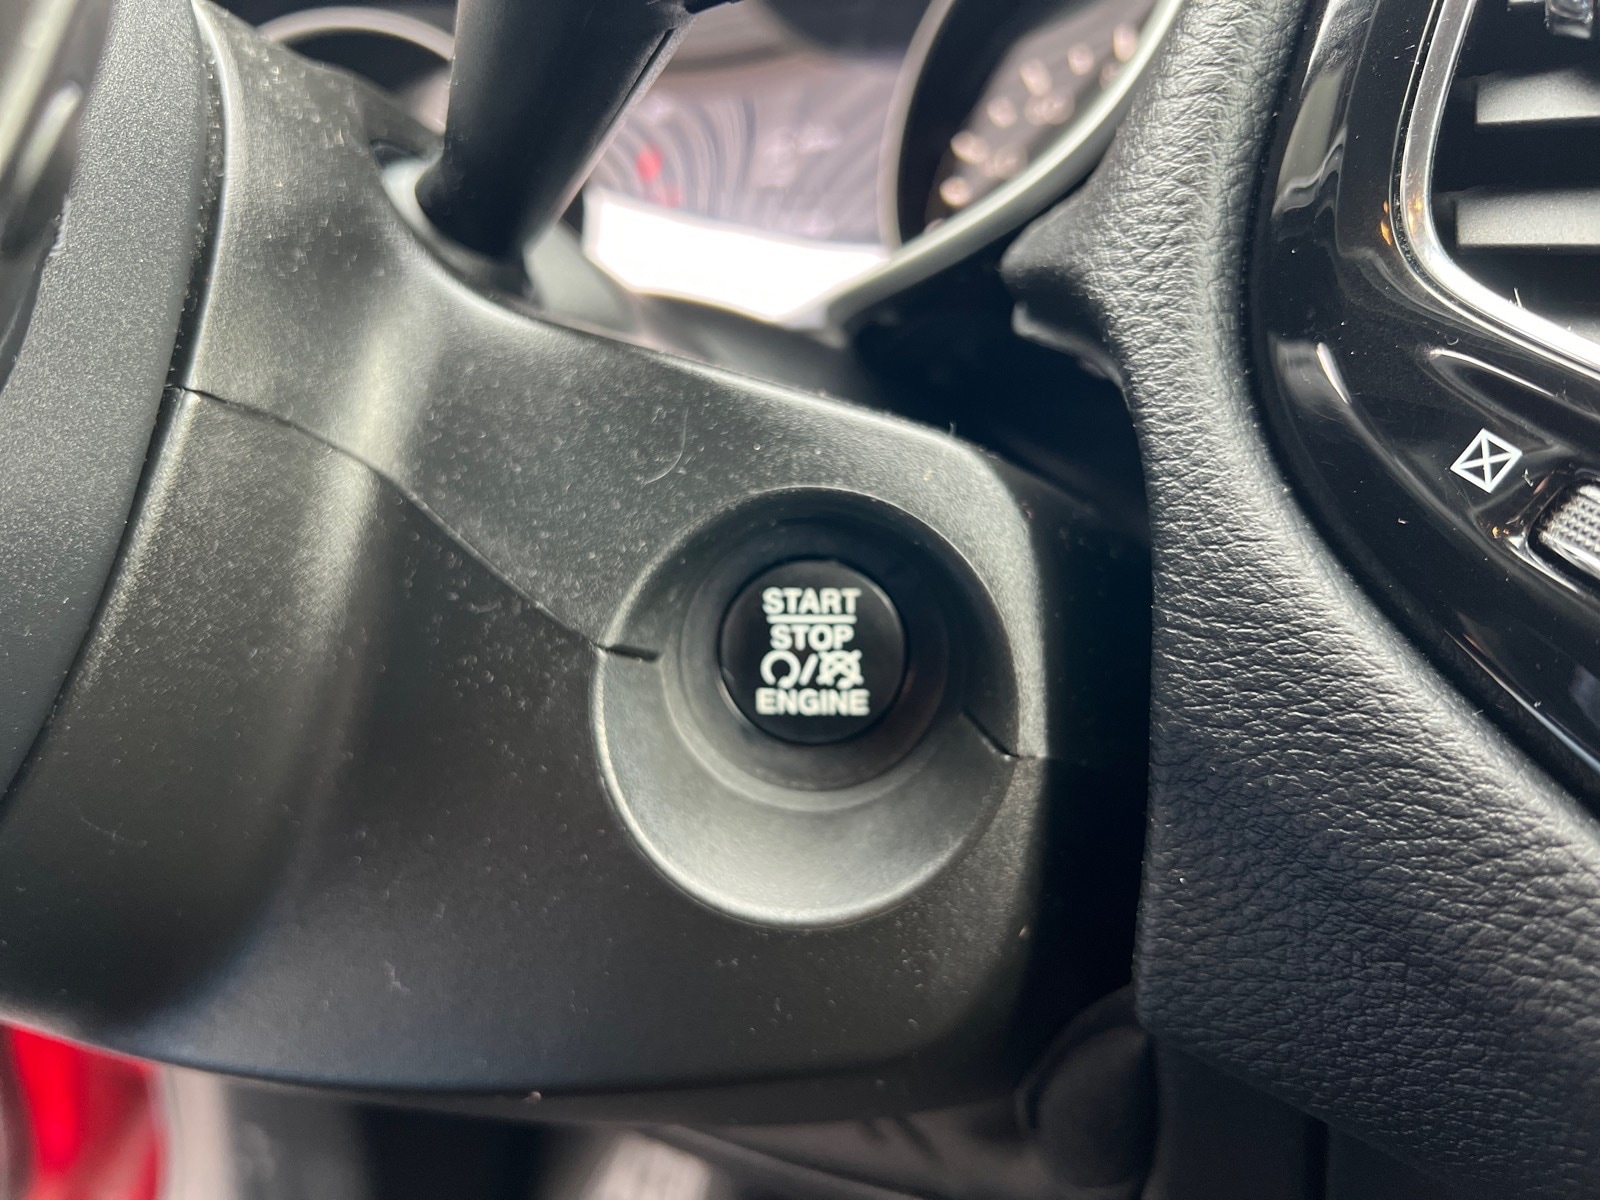 START
STOP
/
ENGINE